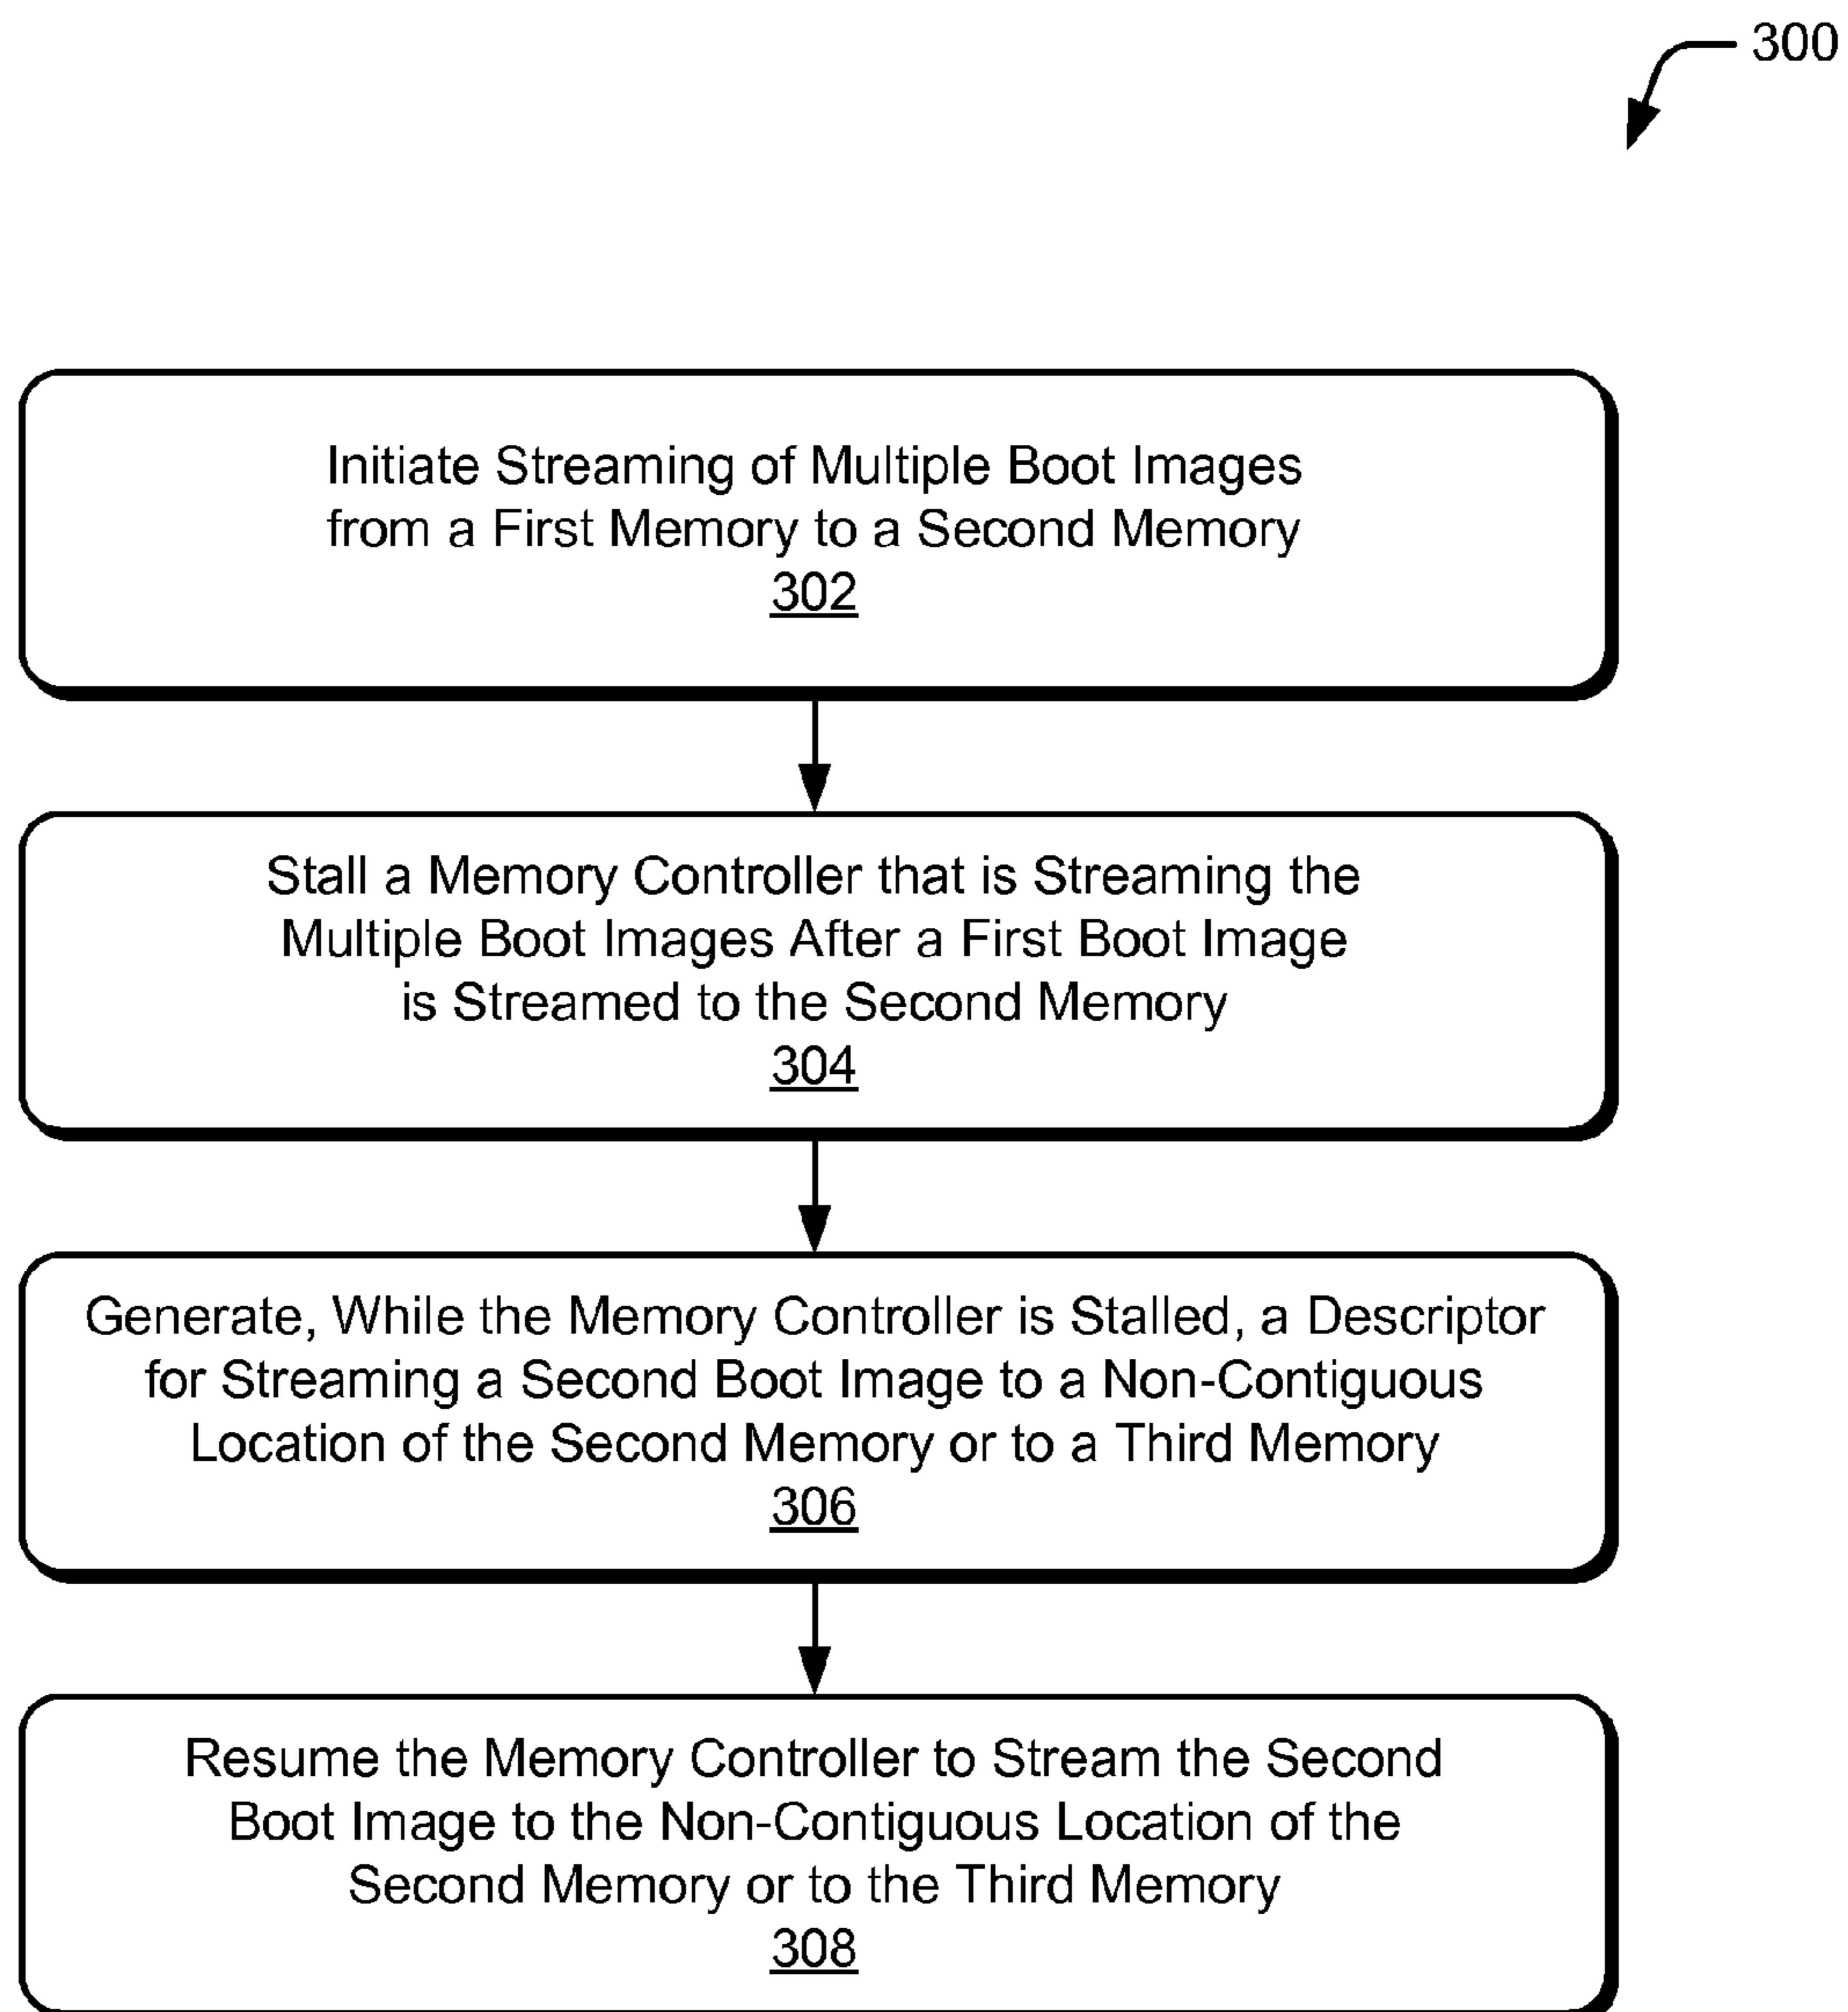 300
Initiate Streaming of Multiple Boot Images
from a First Memory to a Second Memory
302
Stall a Memory Controller that is Streaming the
Multiple Boot Images After a First Boot Image
is Streamed to the Second Memory
304
Generate, While the Memory Controller is Stalled, a Descriptor
for Streaming a Second Boot Image to a Non-Contiguous
Location of the Second Memory or to a Third Memory
306
Resume the Memory Controller to Stream the Second
Boot Image to the Non-Contiguous Location of the
Second Memory or to the Third Memory
308